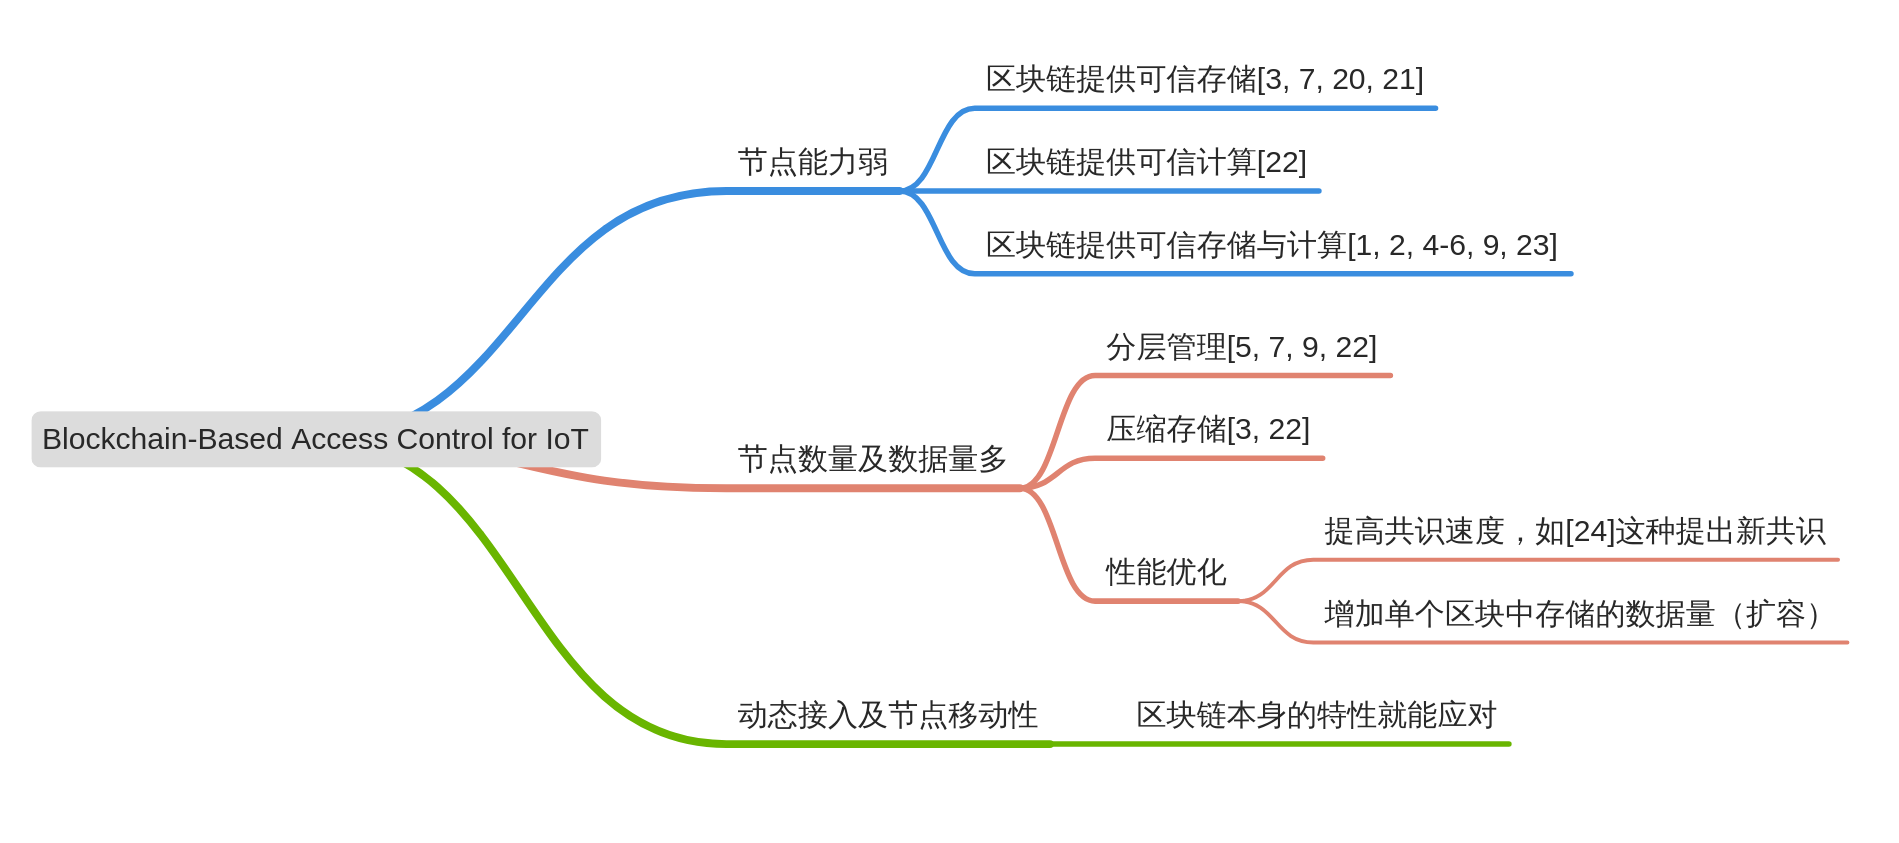 Blockchain-Based Access Control for IoT
节点能力弱
区块链提供可信存储[3, 7, 20, 21]
区块链提供可信计算[22]
区块链提供可信存储与计算[1, 2, 4-6, 9, 23]
节点数量及数据量多
分层管理[5, 7, 9, 22]
压缩存储[3, 22]
性能优化
提高共识速度，如[24]这种提出新共识
增加单个区块中存储的数据量（扩容）
动态接入及节点移动性
区块链本身的特性就能应对